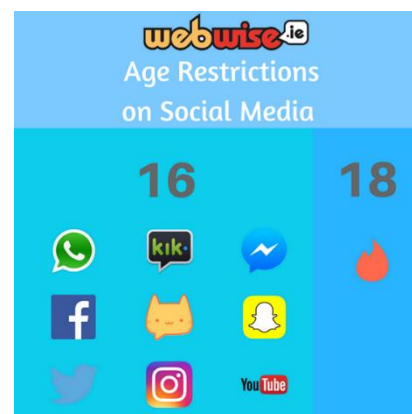 webwise.ie
Age Restrictions
on Social Media
16
18
kik.
YouTube